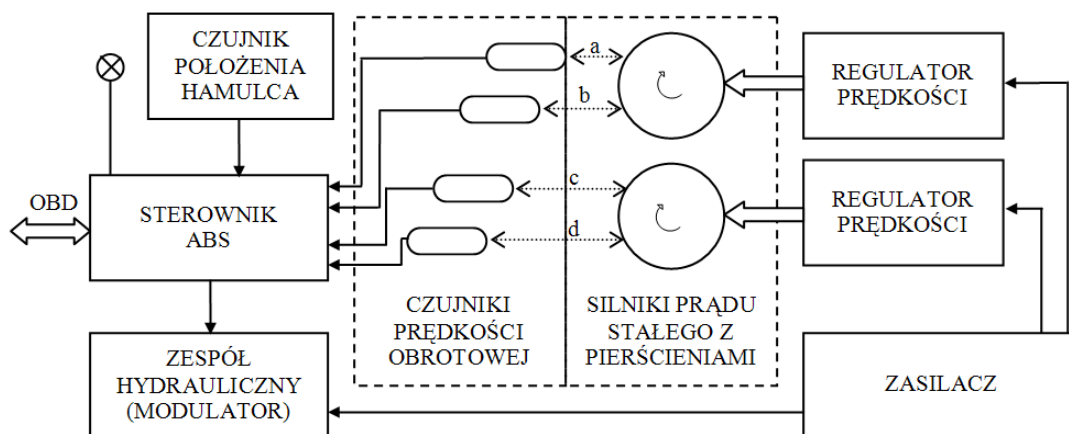 CZUJNIK
POŁOŻENIA
HAMULCA
a
b
c
d
REGULATOR
PRĘDKOŚCI
OBD
STEROWNIK
ABS
REGULATOR
PRĘDKOŚCI
CZUJNIKI
PRĘDKOŚCI
OBROTOWEJ
SILNIKI PRĄDU
STAŁEGO Z
PIERŚCIENIAMI
ZESPÓŁ
HYDRAULICZNY
(MODULATOR)
ZASILACZ